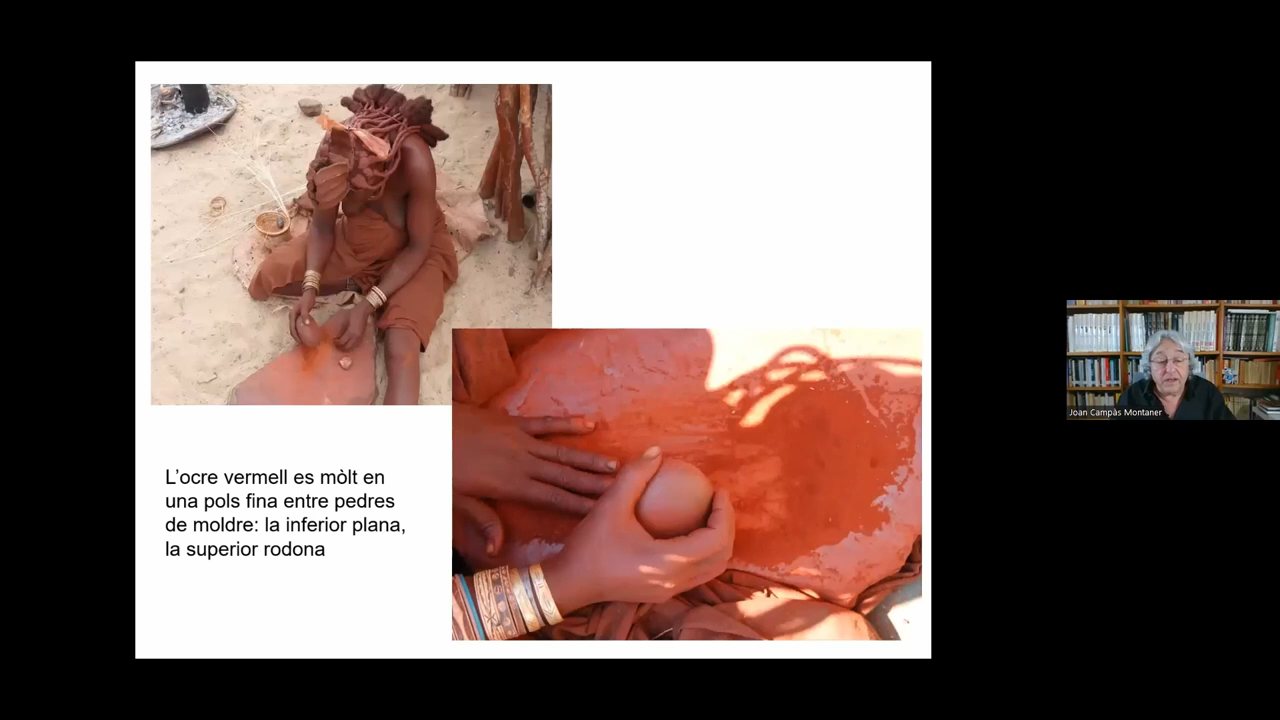 L’ocre vermell es mòlt en
una pols fina entre pedres
de moldre: la inferior plana,
la superior rodona
Joan Campàs Montaner